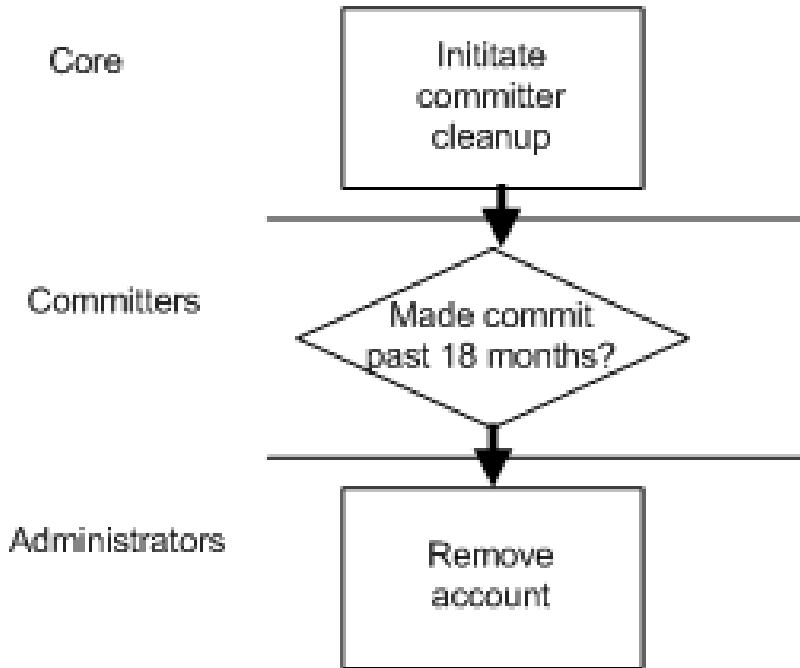 Core
Inititate
committer
cleanup
Committers
Made commit
past 18 months?
Administrators
Remove
account